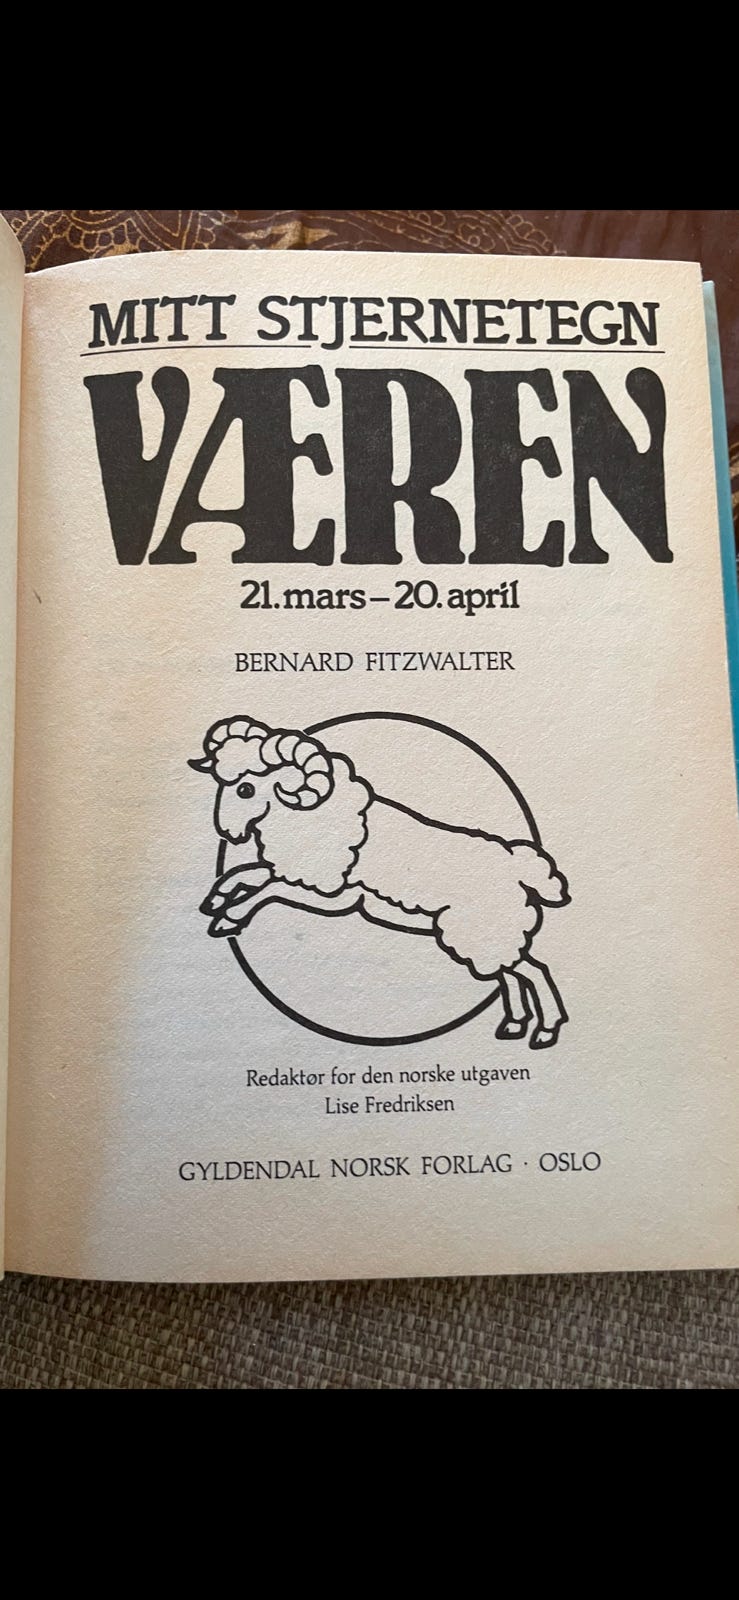 MITT STJERNETEGN
VÆREN
21. mars – 20. april
BERNARD FITZWALTER
Redaktør for den norske utgaven
Lise Fredriksen
GYLDENDAL NORSK FORLAG · OSLO